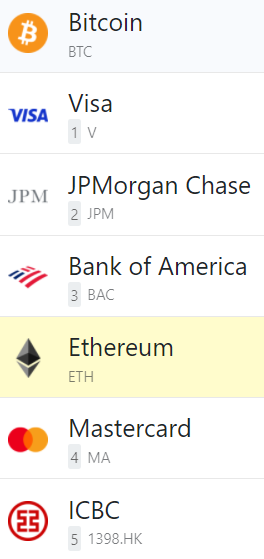 Bitcoin
BTC
VISA Visa
1 V
JPM JPMorgan Chase
2 JPM
Bank of America
3 BAC
Ethereum
ETH
Mastercard
4 MA
ICBC
5 1398.HK